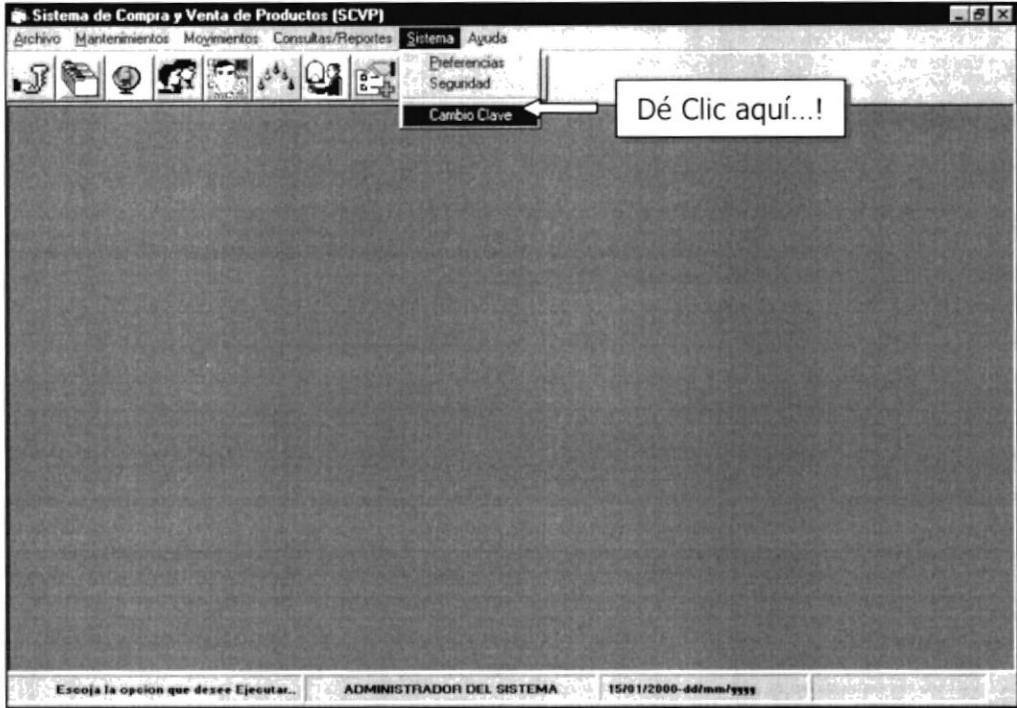 Sistema de Compra y Venta de Productos (SCVP)
Archivo Mantenimientos Movimientos Consultas/Reportes Sistema Ayuda
Preferencias
Seguridad
Cambio Clave
Dé Clic aquí...!
Escoja la opcion que desee Ejecutar.. ADMINISTRADOR DEL SISTEMA 15/01/2000-dd/mm/yyyy